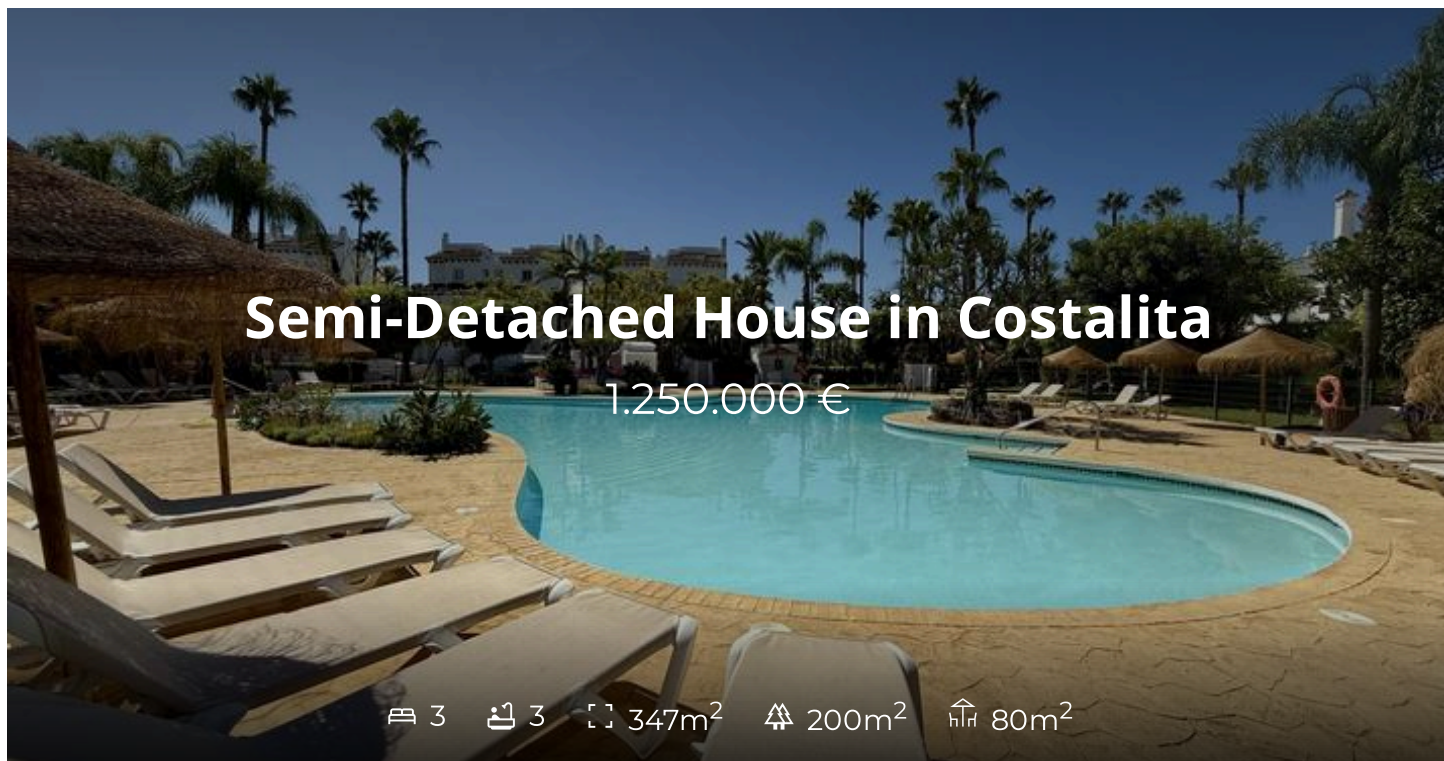 Semi-Detached House in Costalita
1.250.000 €
3 3 347m² 200m² 80m²